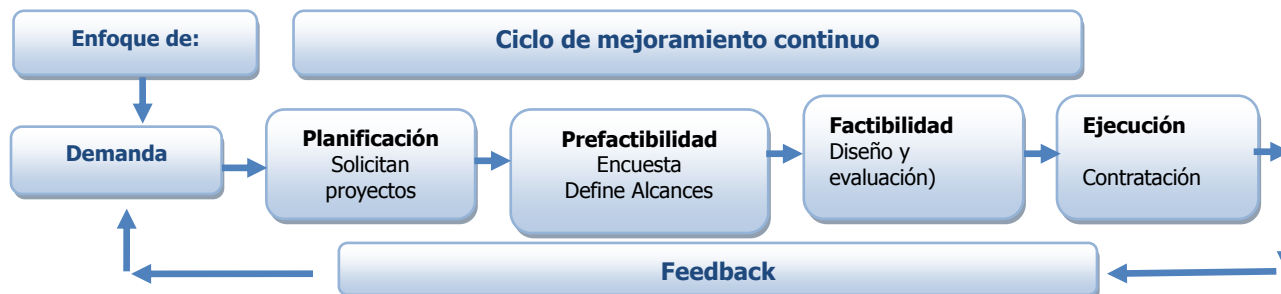 Enfoque de:
Ciclo de mejoramiento continuo
Demanda
Planificación
Solicitan
proyectos
Prefactibilidad
Encuesta
Define Alcances
Factibilidad
Diseño y
evaluación)
Ejecución
Contratación
Feedback